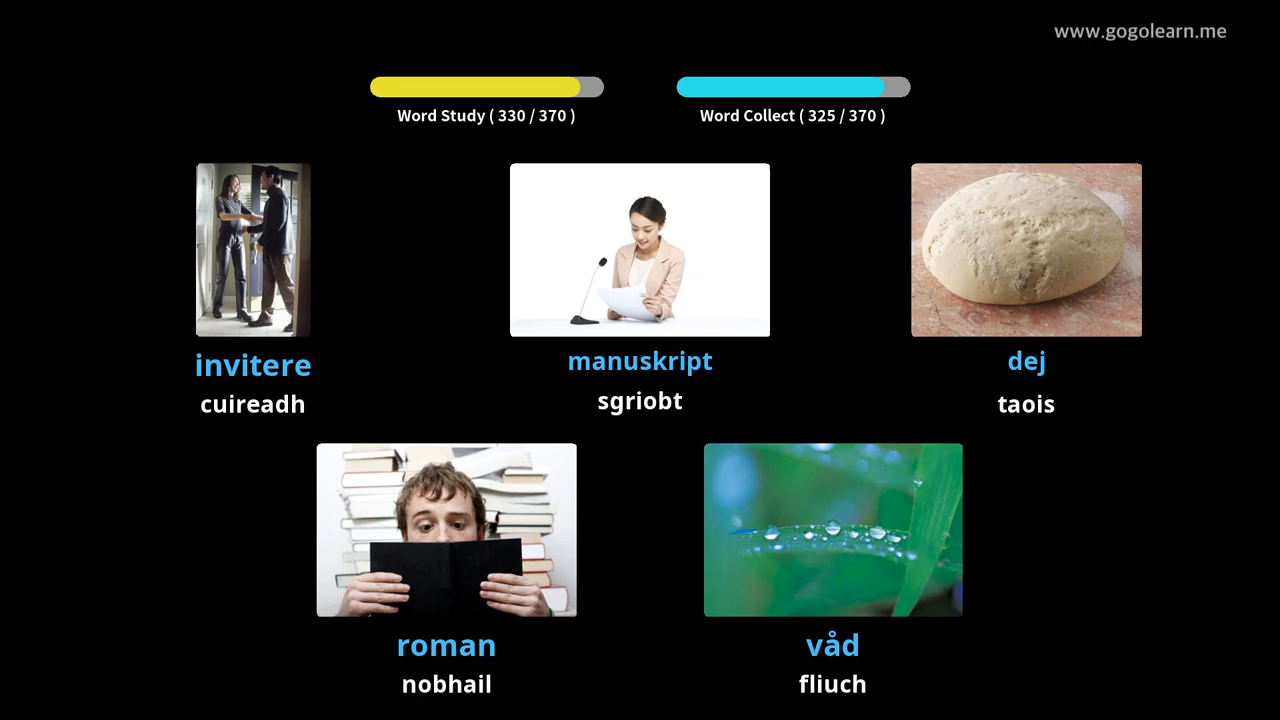 www.gogolearn.me
Word Study ( 330 / 370 )
Word Collect ( 325 / 370 )
invitere
cuireadh
manuskript
sgriobt
dej
taois
roman
nobhail
våd
fliuch